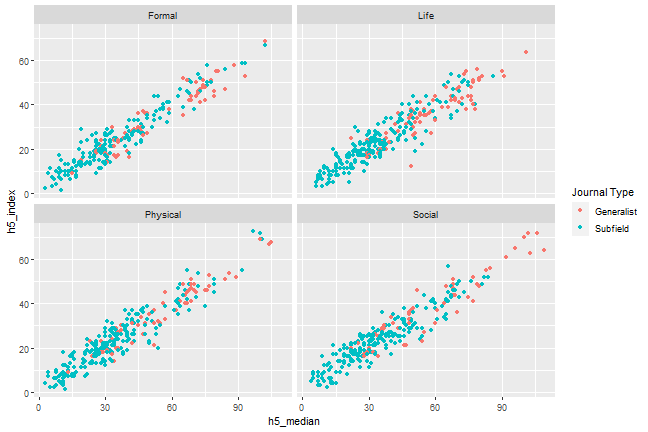 Formal
Life
60
40
20
0
Physical
Social
60
40
20
0
0
30
60
90
0
30
60
90
h5_median
h5_index
Journal Type
Generalist
Subfield